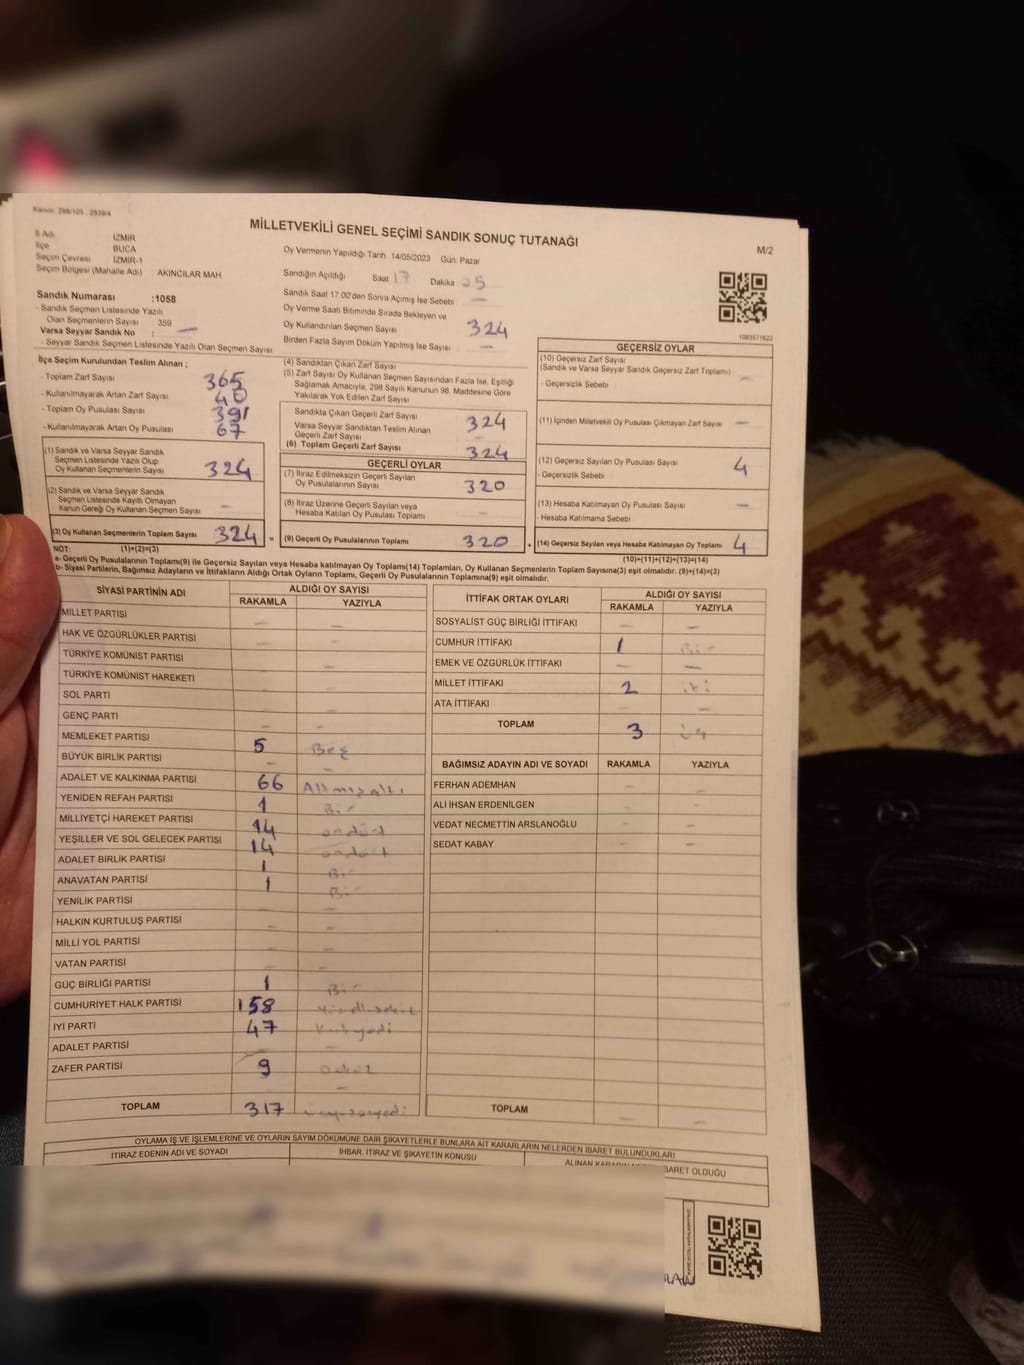 Kanun: 298/105 , 2839/4
MİLLETVEKİLİ GENEL SEÇİMİ SANDIK SONUÇ TUTANAĞI
M/2
İl Adı : İZMİR
İlçe : BUCA
Seçim Çevresi : İZMİR-1
Seçim Bölgesi (Mahalle Adı) : AKINCILAR MAH
Sandık Numarası :1058
- Sandık Seçmen Listesinde Yazılı
Olan Seçmenlerin Sayısı 359
Varsa Seyyar Sandık No : —
- Seyyar Sandık Seçmen Listesinde Yazılı Olan Seçmen Sayısı
Oy Vermenin Yapıldığı Tarih :14/05/2023 Gün: Pazar
Sandığın Açıldığı Saat 17 Dakika : 05
Sandık Saat 17:00'den Sonra Açımış İse Sebebi : —
Oy Verme Saati Bitiminde Sırada Bekleyen ve
Oy Kullandırılan Seçmen Sayısı 324
Birden Fazla Sayım Döküm Yapılmış İse Sayısı : —
1083571622
İlçe Seçim Kurulundan Teslim Alınan ;
- Toplam Zarf Sayısı 365
- Kullanılmayarak Artan Zarf Sayısı 40
- Toplam Oy Pusulası Sayısı 391
- Kullanılmayarak Artan Oy Pusulası 67
(1) Sandık ve Varsa Seyyar Sandık
Seçmen Listesinde Yazılı Olup
Oy Kullanan Seçmenlerin Sayısı 324
(2) Sandık ve Varsa Seyyar Sandık
Seçmen Listesinde Kayıtlı Olmayan
Kanun Gereği Oy Kullanan Seçmen Sayısı —
(3) Oy Kullanan Seçmenlerin Toplam Sayısı 324 =
(4) Sandıktan Çıkan Zarf Sayısı
(5) Zarf Sayısı Oy Kullanan Seçmen Sayısından Fazla İse, Eşitliği
Sağlamak Amacıyla, 298 Sayılı Kanunun 98. Maddesine Göre
Yakılarak Yok Edilen Zarf Sayısı
Sandıkta Çıkan Geçerli Zarf Sayısı 324
Varsa Seyyar Sandıktan Teslim Alınan
Geçerli Zarf Sayısı —
(6) Toplam Geçerli Zarf Sayısı 324
GEÇERLİ OYLAR
(7) İtiraz Edilmeksizin Geçerli Sayılan
Oy Pusulalarının Sayısı 320
(8) İtiraz Üzerine Geçerli Sayılan veya
Hesaba Katılan Oy Pusulası Toplamı —
(9) Geçerli Oy Pusulalarının Toplamı 320 +
GEÇERSİZ OYLAR
(10) Geçersiz Zarf Sayısı
(Sandık ve Varsa Seyyar Sandık Geçersiz Zarf Toplamı) —
- Geçersizlik Sebebi
(11) İçinden Milletvekili Oy Pusulası Çıkmayan Zarf Sayısı —
(12) Geçersiz Sayılan Oy Pusulası Sayısı 4
- Geçersizlik Sebebi
(13) Hesaba Katılmayan Oy Pusulası Sayısı —
- Hesaba Katılmama Sebebi
(14) Geçersiz Sayılan veya Hesaba Katılmayan Oy Toplamı 4
NOT: (1)+(2)=(3)
(10)+(11)+(12)+(13)=(14)
a- Geçerli Oy Pusulalarının Toplamı(9) ile Geçersiz Sayılan veya Hesaba Katılmayan Oy Toplamı(14) Toplamları, Oy Kullanan Seçmenlerin Toplam Sayısına(3) eşit olmalıdır. (9)+(14)=(3)
b- Siyasi Partilerin, Bağımsız Adayların ve İttifakların Aldığı Ortak Oyların Toplamı, Geçerli Oy Pusulalarının Toplamına(9) eşit olmalıdır.
SİYASİ PARTİNİN ADI ALDIĞI OY SAYISI
RAKAMLA YAZIYLA
MİLLET PARTİSİ — —
HAK VE ÖZGÜRLÜKLER PARTİSİ — —
TÜRKİYE KOMÜNİST PARTİSİ
TÜRKİYE KOMÜNİST HAREKETİ —
SOL PARTİ —
GENÇ PARTİ — —
MEMLEKET PARTİSİ 5 Beş
BÜYÜK BİRLİK PARTİSİ — —
ADALET VE KALKINMA PARTİSİ 66 Altmışaltı
YENİDEN REFAH PARTİSİ 1 Bir
MİLLİYETÇİ HAREKET PARTİSİ 14 ondört
YEŞİLLER VE SOL GELECEK PARTİSİ 14 ondört
ADALET BİRLİK PARTİSİ 1 Bir
ANAVATAN PARTİSİ 1 Bir
YENİLİK PARTİSİ — —
HALKIN KURTULUŞ PARTİSİ — —
MİLLİ YOL PARTİSİ — —
VATAN PARTİSİ — —
GÜÇ BİRLİĞİ PARTİSİ 1 Bir
CUMHURİYET HALK PARTİSİ 158
İYİ PARTİ 47 Kırkyedi
ADALET PARTİSİ — —
ZAFER PARTİSİ 9
TOPLAM 317
İTTİFAK ORTAK OYLARI ALDIĞI OY SAYISI
RAKAMLA YAZIYLA
SOSYALİST GÜÇ BİRLİĞİ İTTİFAKI — —
CUMHUR İTTİFAKI 1 Bir
EMEK VE ÖZGÜRLÜK İTTİFAKI — —
MİLLET İTTİFAKI 2 iki
ATA İTTİFAKI — —
TOPLAM 3 üç
BAĞIMSIZ ADAYIN ADI VE SOYADI RAKAMLA YAZIYLA
FERHAN ADEMHAN — —
ALİ İHSAN ERDENİLGEN — —
VEDAT NECMETTİN ARSLANOĞLU — —
SEDAT KABAY — —
TOPLAM — —
OYLAMA İŞ VE İŞLEMLERİNE VE OYLARIN SAYIM DÖKÜMÜNE DAİR ŞİKAYETLERLE BUNLARA AİT KARARLARIN NELERDEN İBARET BULUNDUKLARI
İTİRAZ EDENİN ADI VE SOYADI İHBAR, İTİRAZ VE ŞİKAYETİN KONUSU ALINAN İBARET OLDUĞU